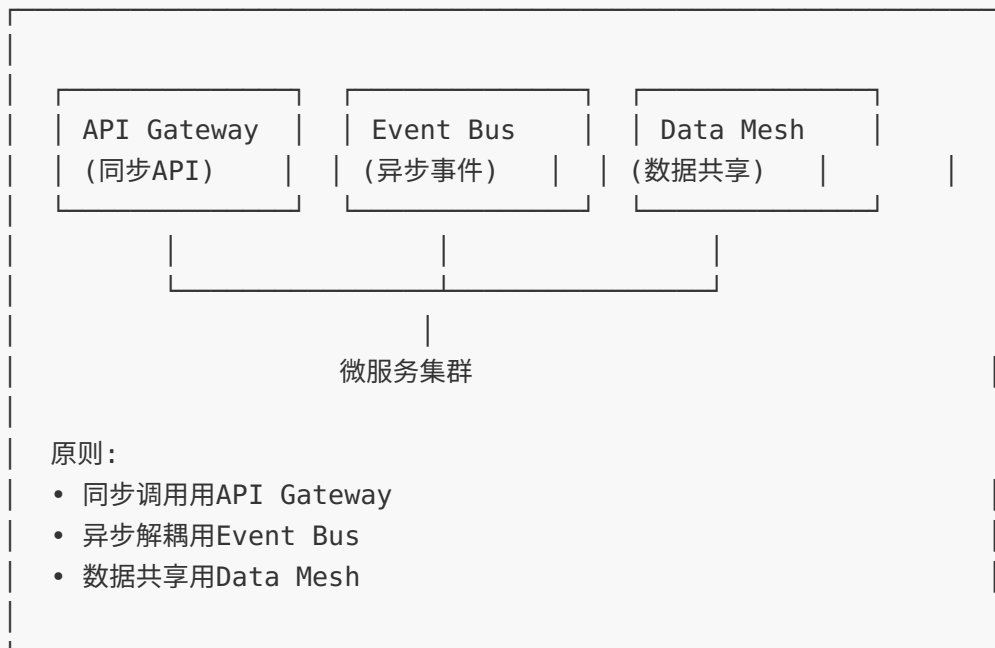 API Gateway Event Bus Data Mesh
(同步API) (异步事件) (数据共享)
微服务集群
原则:
• 同步调用用API Gateway
• 异步解耦用Event Bus
• 数据共享用Data Mesh